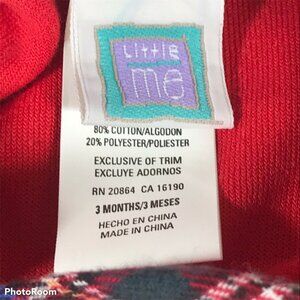 Little
me
80% COTTON/ALGODON
20% POLYESTER/POLIESTER
EXCLUSIVE OF TRIM
EXCLUYE ADORNOS
RN 20864 CA 16190
3 MONTHS/3 MESES
HECHO EN CHINA
MADE IN CHINA
PhotoRoom